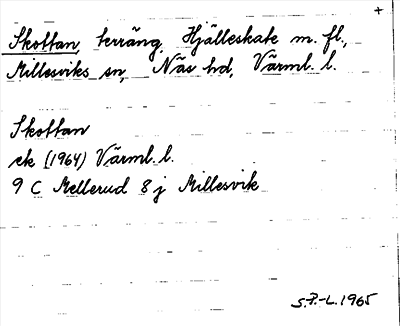 +
Skottan, terräng, Hjälleskate m. fl.,
Millesviks sn, Näs hd, Värml. l.
Skottan
ek (1964) Värml. l.
9 C Mellerud 8 j Millesvik
S.P.-L. 1965